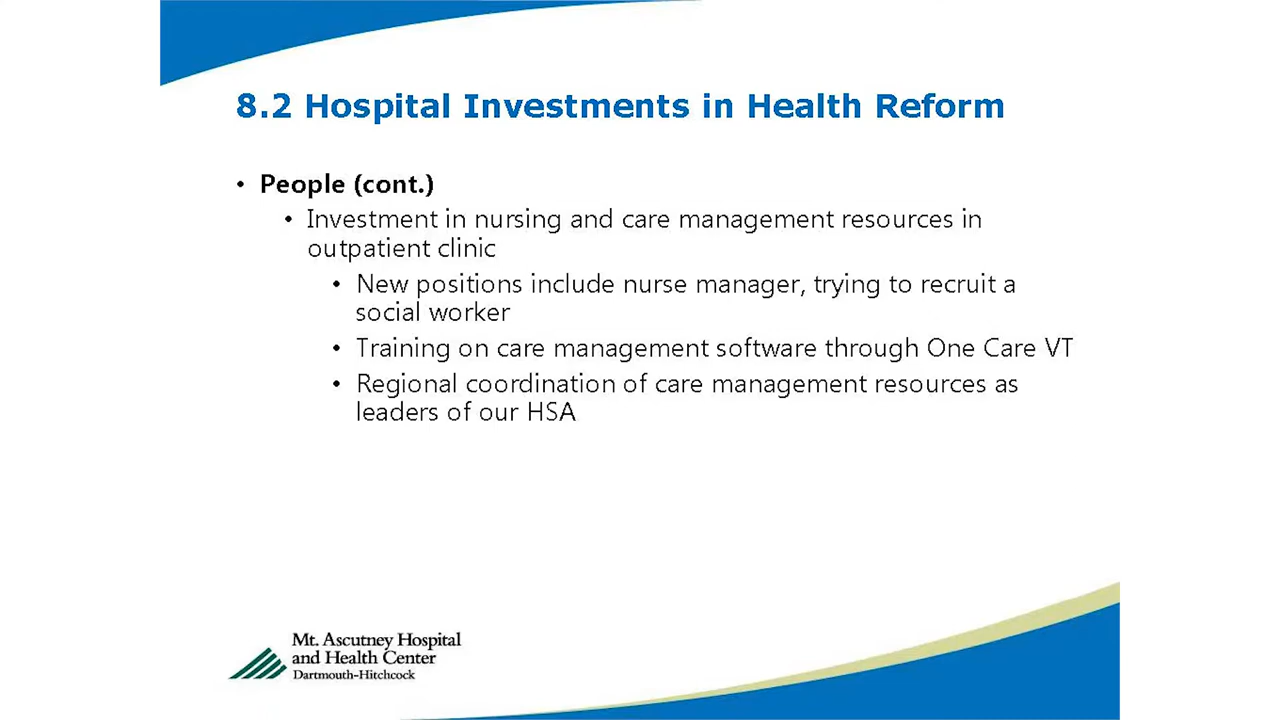 8.2 Hospital Investments in Health Reform
• People (cont.)
• Investment in nursing and care management resources in
outpatient clinic
• New positions include nurse manager, trying to recruit a
social worker
• Training on care management software through One Care VT
• Regional coordination of care management resources as
leaders of our HSA
Mt. Ascutney Hospital
and Health Center
Dartmouth-Hitchcock